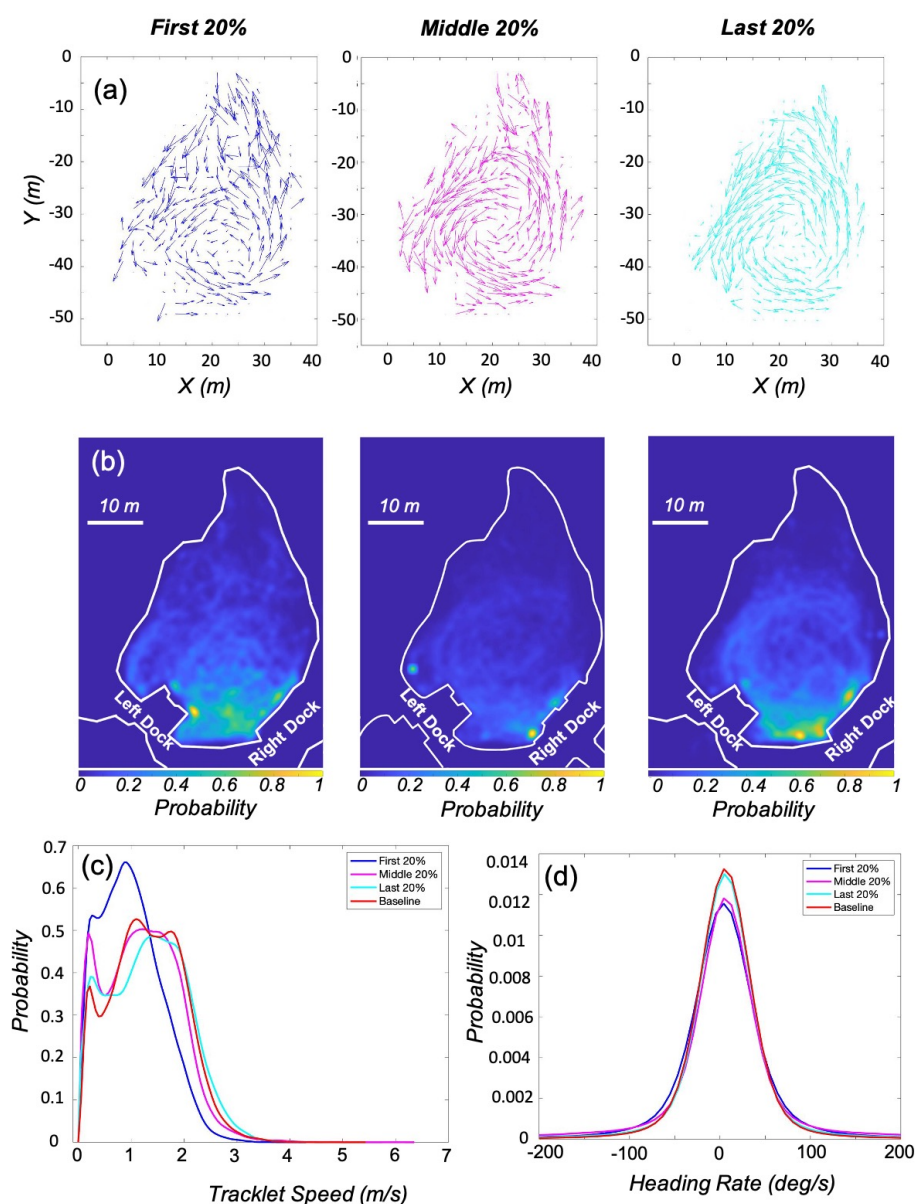 First 20% Middle 20% Last 20%
(a)
0 0 0
-10 -10 -10
-20 -20 -20
Y (m)
-30 -30 -30
-40 -40 -40
-50 -50 -50
0 10 20 30 40 0 10 20 30 40 0 10 20 30 40
X (m) X (m) X (m)
(b)
10 m 10 m 10 m
Left Dock Right Dock Left Dock Right Dock Left Dock Right Dock
0 0.2 0.4 0.6 0.8 1 0 0.2 0.4 0.6 0.8 1 0 0.2 0.4 0.6 0.8 1
Probability Probability Probability
(c)
0.7
0.6
0.5
0.4
0.3
0.2
0.1
0
Probability
First 20%
Middle 20%
Last 20%
Baseline
0 1 2 3 4 5 6 7
Tracklet Speed (m/s)
(d)
0.014
0.012
0.01
0.008
0.006
0.004
0.002
0
Probability
First 20%
Middle 20%
Last 20%
Baseline
-200 -100 0 100 200
Heading Rate (deg/s)